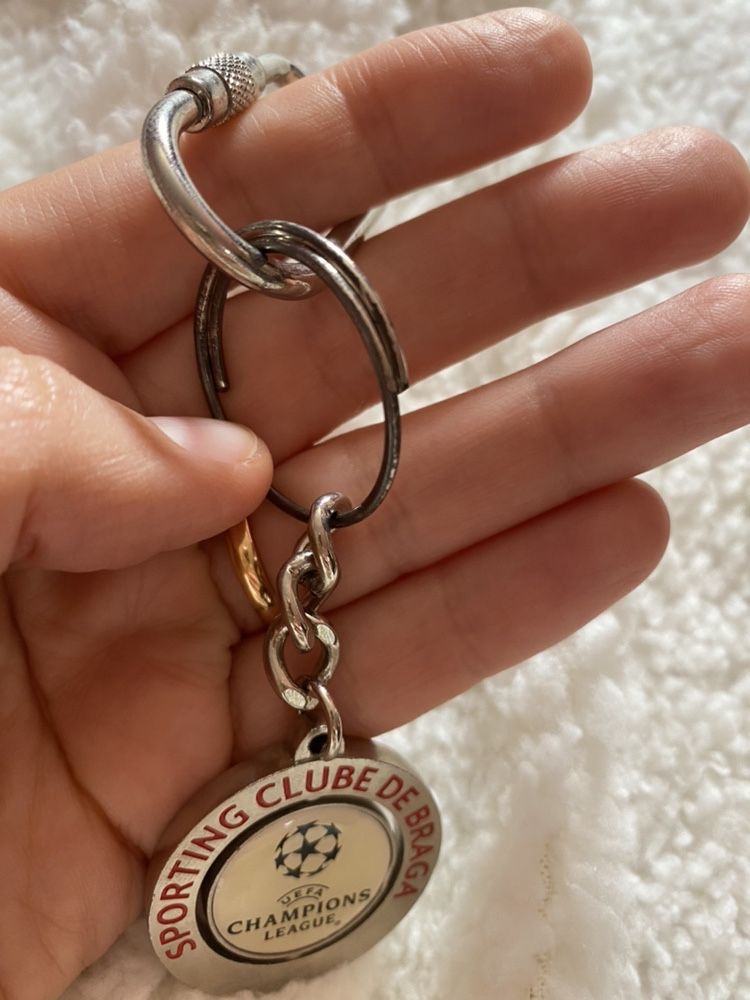 SPORTING CLUBE DE BRAGA
UEFA
CHAMPIONS
LEAGUE®